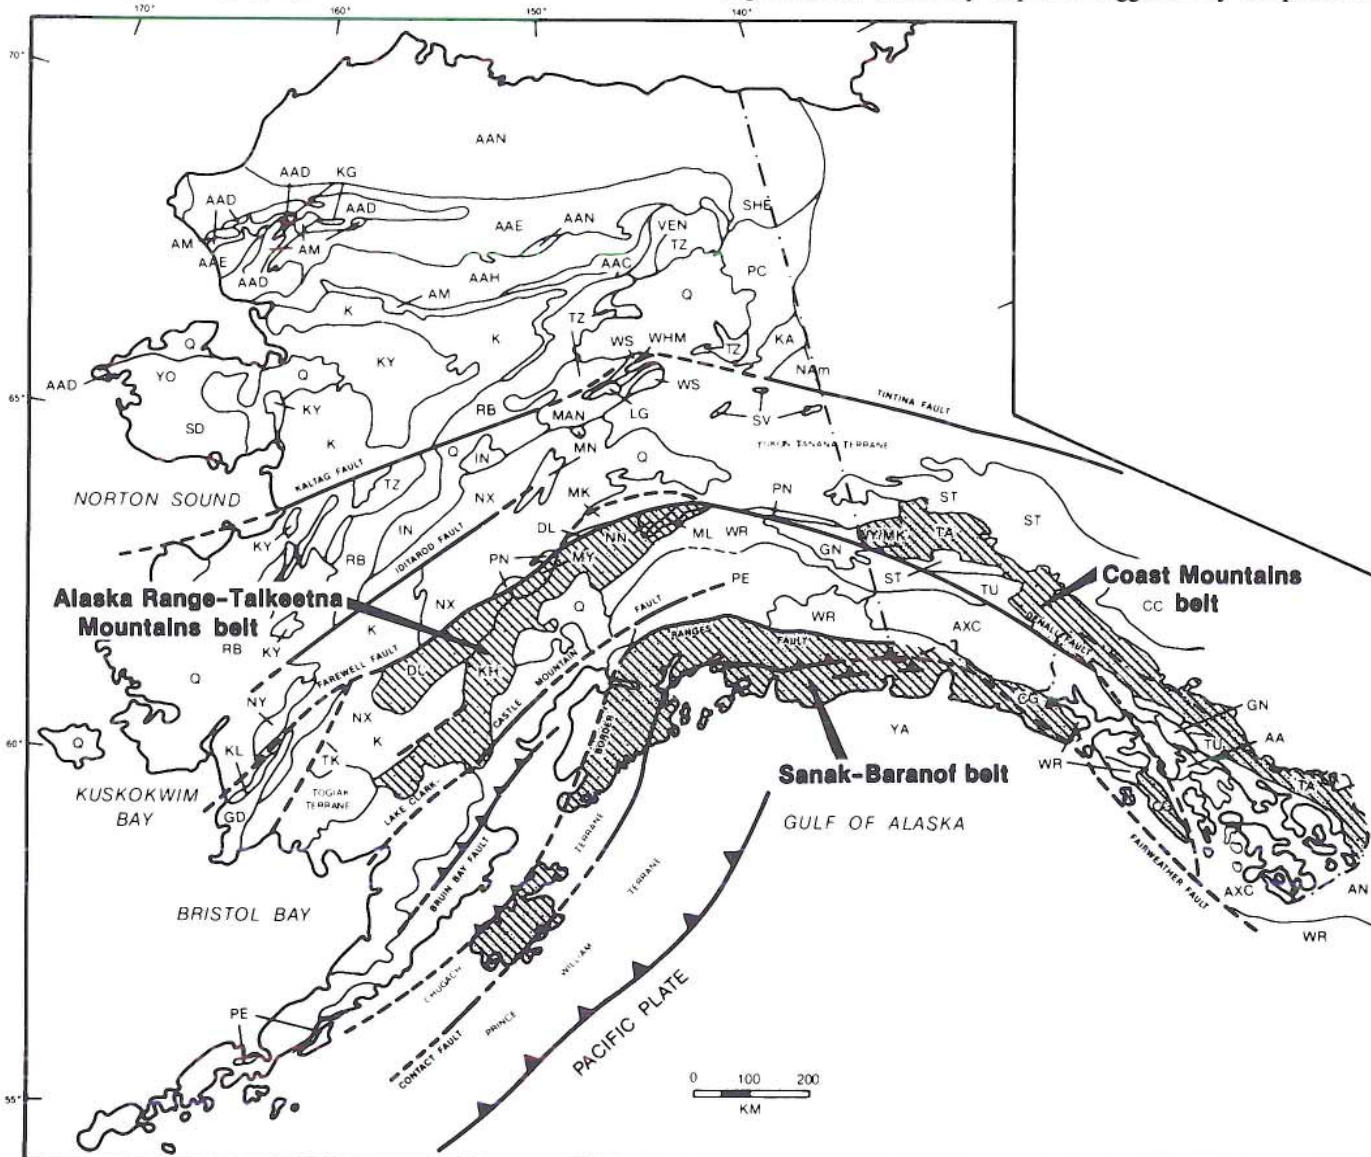 170°
160°
150°
140°
70°
AAN
AAD
KG
AAD
AAD
SHE
AAE
AAN
VEN
TZ
AM
AM
AAE
AAD
AAH
AAC
PC
AM
Q
K
TZ
K
Q
KY
WS
WHM
TZ
KA
AAD
YO
Q
NAm
WS
65°
KY
RB
MAN
LG
SV
TINTINA FAULT
SD
K
YUKON TANANA TERRANE
Q
IN
MN
Q
KALTAG FAULT
NORTON SOUND
TZ
NX
MK
PN
ST
ST
KY
IN
IDITAROD FAULT
DL
NN
ML
WR
Y/MK
TA
RB
PN
MY
GN
ST
Alaska Range-Talkeetna
Mountains belt
NX
Q
FAULT
PE
TU
Coast Mountains
belt
CC
K
WR
AXC
DENALI FAULT
RB
KY
RANGES
FAULT
Q
FAREWELL FAULT
DL
KH
MOUNTAIN
NY
CASTLE
CG
GN
NX
60°
Q
K
BORDER
YA
TU
AA
KL
TK
Sanak-Baranof belt
WR
TA
KUSKOKWIM
BAY
TOGIAK
TERRANE
GD
LAKE CLARK
GULF OF ALASKA
TERRANE
FAIRWEATHER FAULT
BRUIN BAY FAULT
TERRANE
AXC
AN
BRISTOL BAY
WR
WILLIAM
CHUGACH
PE
PRINCE
PACIFIC PLATE
CONTACT FAULT
0 100 200
KM
55°